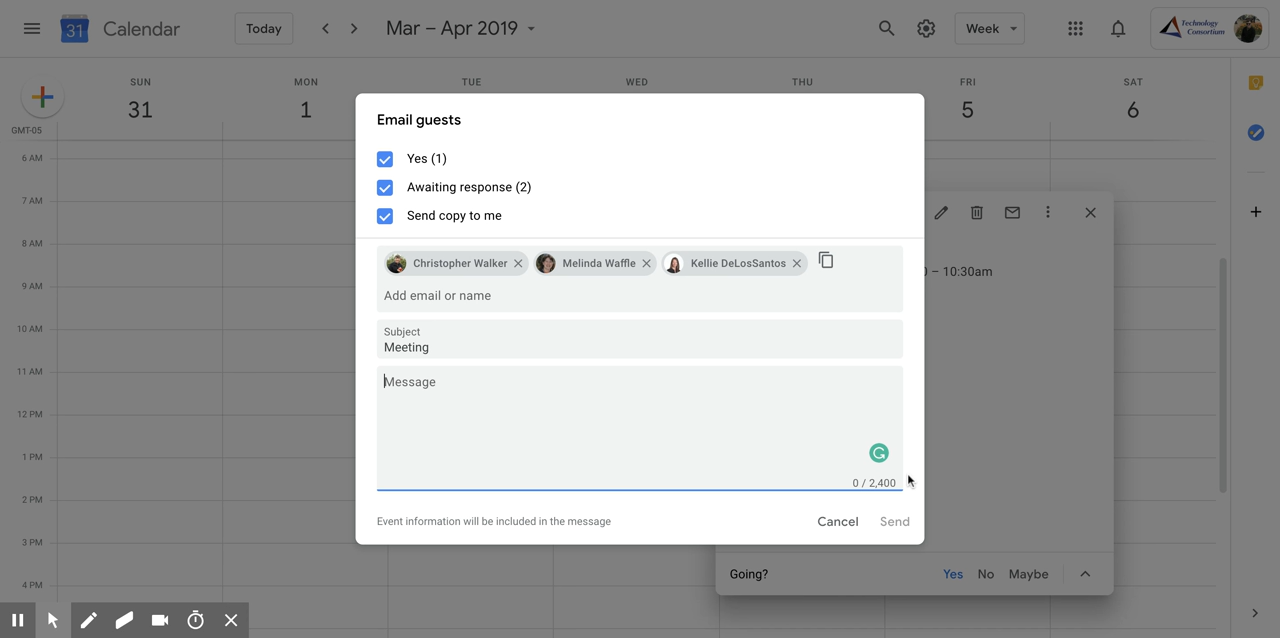 31
Calendar
Today
Mar – Apr 2019
Week
Technology
Consortium
SUN
MON
TUE
WED
THU
FRI
SAT
31
1
5
6
GMT-05
6 AM
7 AM
8 AM
9 AM
10 AM
11 AM
12 PM
1 PM
2 PM
3 PM
4 PM
Email guests
Yes (1)
Awaiting response (2)
Send copy to me
Christopher Walker
Melinda Waffle
Kellie DeLosSantos
Add email or name
Subject
Meeting
Message
0 / 2,400
Event information will be included in the message
Cancel
Send
– 10:30am
Going?
Yes
No
Maybe